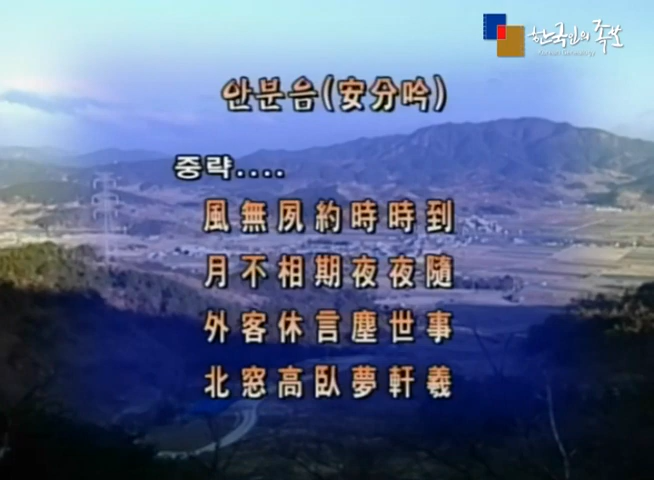 한국인의 족보
Korean Genealogy
안분음(安分吟)
중략....
風無夙約時時到
月不相期夜夜隨
外客休言塵世事
北窓高臥夢軒羲